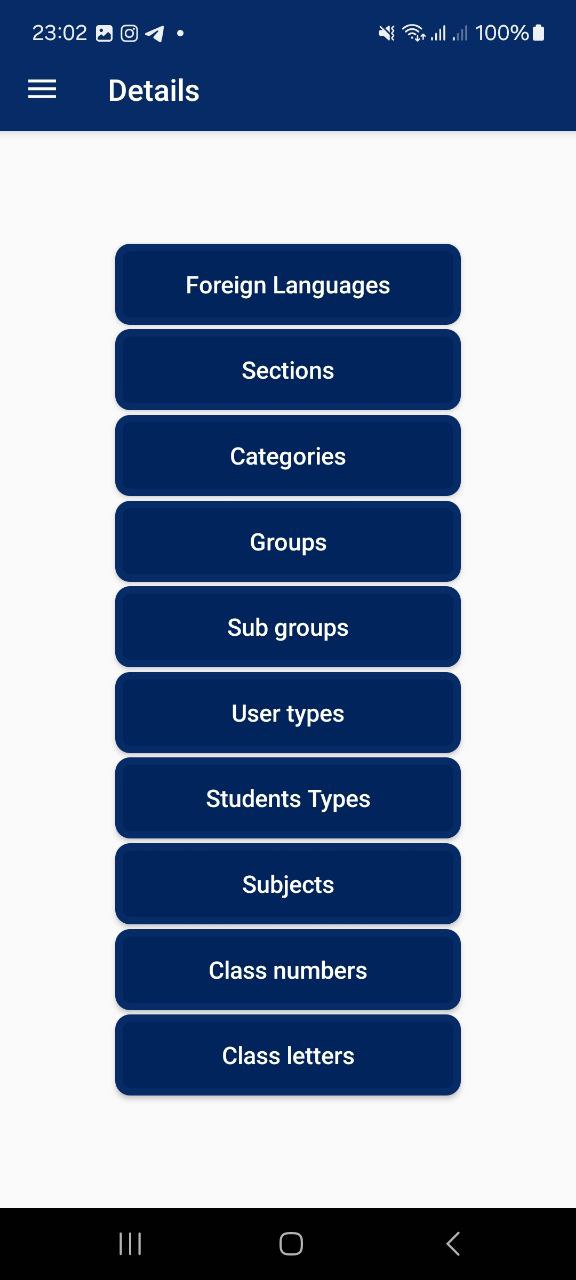 23:02 100%
Details
Foreign Languages
Sections
Categories
Groups
Sub groups
User types
Students Types
Subjects
Class numbers
Class letters